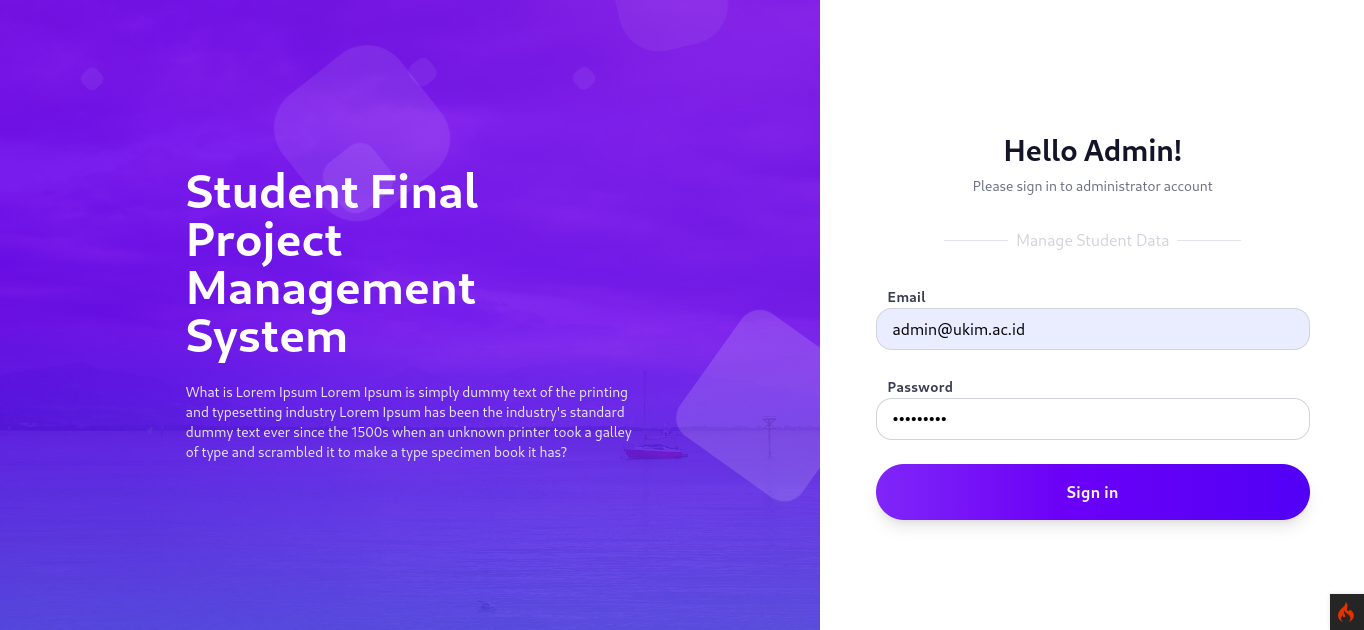 Student Final
Project
Management
System
What is Lorem Ipsum Lorem Ipsum is simply dummy text of the printing
and typesetting industry Lorem Ipsum has been the industry's standard
dummy text ever since the 1500s when an unknown printer took a galley
of type and scrambled it to make a type specimen book it has?
Hello Admin!
Please sign in to administrator account
Manage Student Data
Email
admin@ukim.ac.id
Password
•••••••••
Sign in